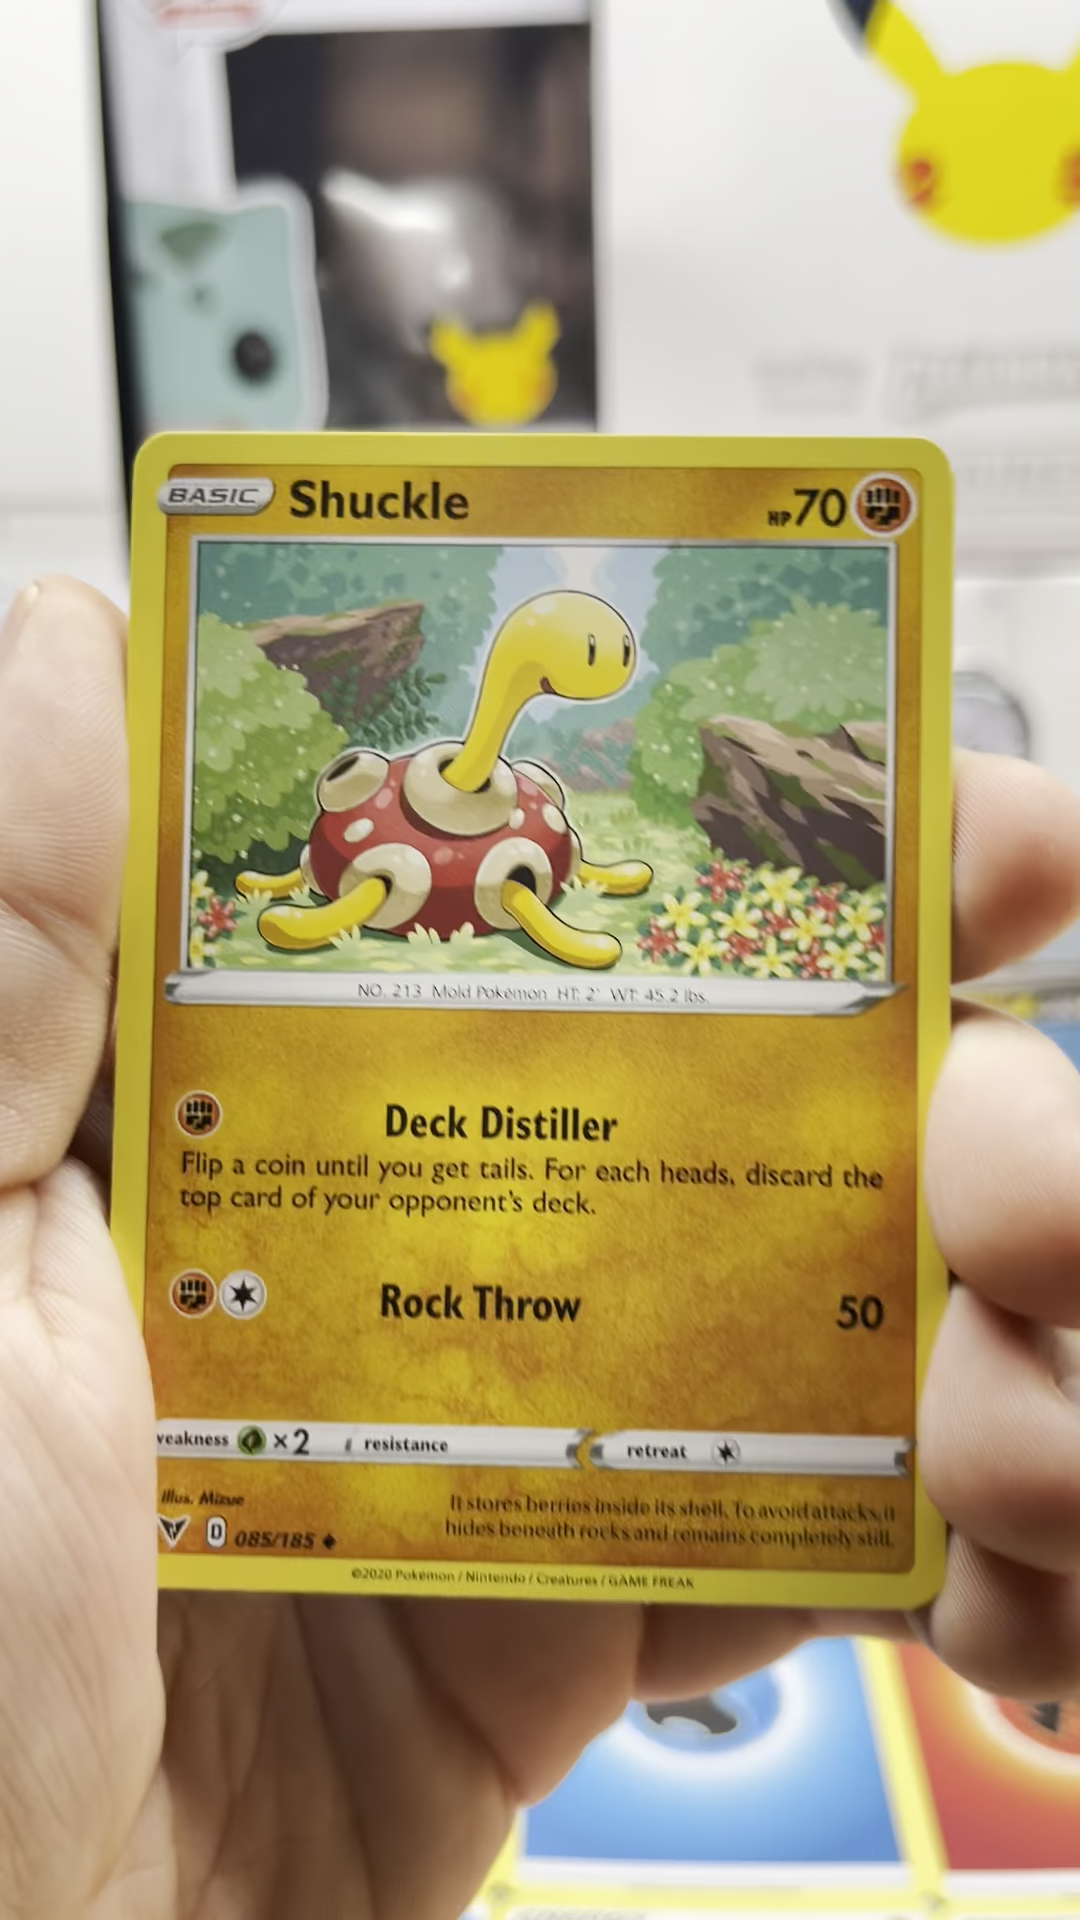 BASIC Shuckle HP 70
NO. 213 Mold Pokémon HT: 2' WT: 45.2 lbs.
Deck Distiller
Flip a coin until you get tails. For each heads, discard the
top card of your opponent's deck.
Rock Throw 50
weakness ×2 resistance retreat
Illus. Mizue
It stores berries inside its shell. To avoid attacks, it
hides beneath rocks and remains completely still.
D 085/185
©2020 Pokémon / Nintendo / Creatures / GAME FREAK